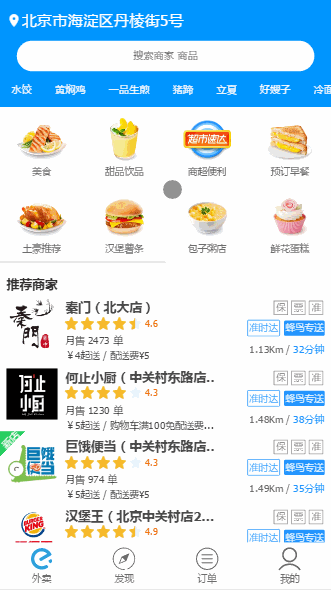 北京市海淀区丹棱街5号
搜索商家 商品
水饺 黄焖鸡 一品生煎 猪蹄 立夏 好嫂子 冷面
超市速达
美食 甜品饮品 商超便利 预订早餐
土豪推荐 汉堡薯条 包子粥店 鲜花蛋糕
推荐商家
秦門
秦门（北大店） 保 票 准
4.6 准时达 蜂鸟专送
月售 2473 单
¥4起送 / 配送费¥5 1.13Km / 32分钟
何止小厨
何止小厨（中关村东路店.. 保 票 准
4.3 准时达 蜂鸟专送
月售 1230 单
¥5起送 / 购物车满100免配送费... 1.48Km / 38分钟
新店
巨饿便当
巨饿便当（中关村东路店.. 保 票 准
4.3 准时达 蜂鸟专送
月售 974 单
¥5起送 / 配送费¥5 1.49Km / 35分钟
BURGER KING
汉堡王（北京中关村店2... 保 票 准
4.9 准时达 蜂鸟专送
外卖 发现 订单 我的